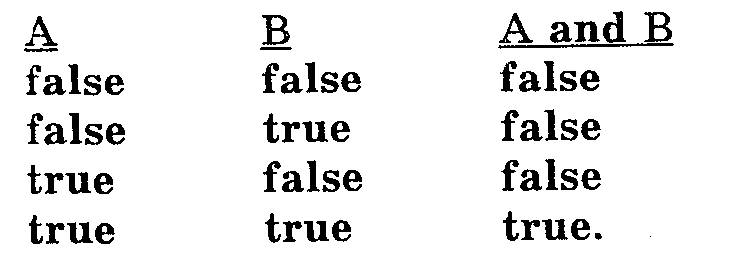 A B A and B
false false false
false true false
true false false
true true true.